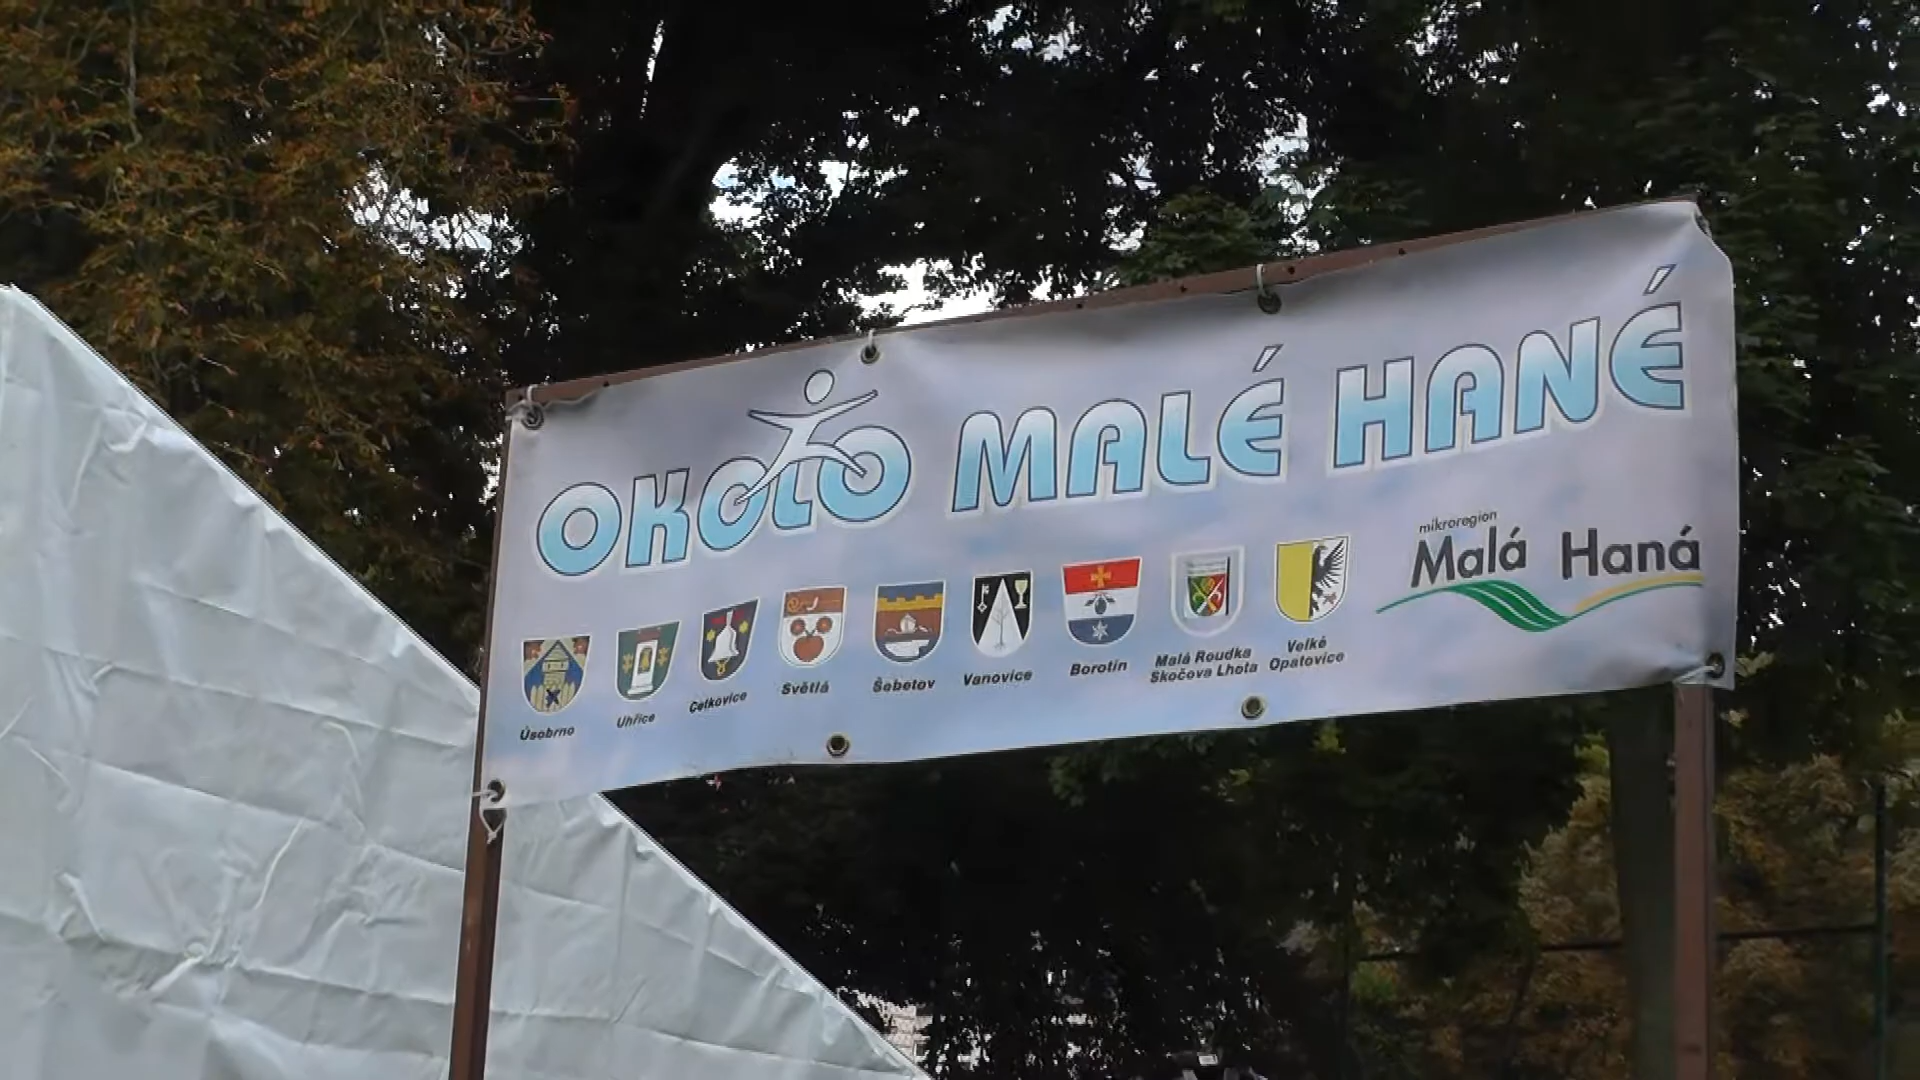 OKOLO MALÉ HANÉ
mikroregion
Malá Haná
Úsobrno
Uhřice
Cetkovice
Světlá
Šebetov
Vanovice
Borotín
Malá Roudka
Skočova Lhota
Velké
Opatovice